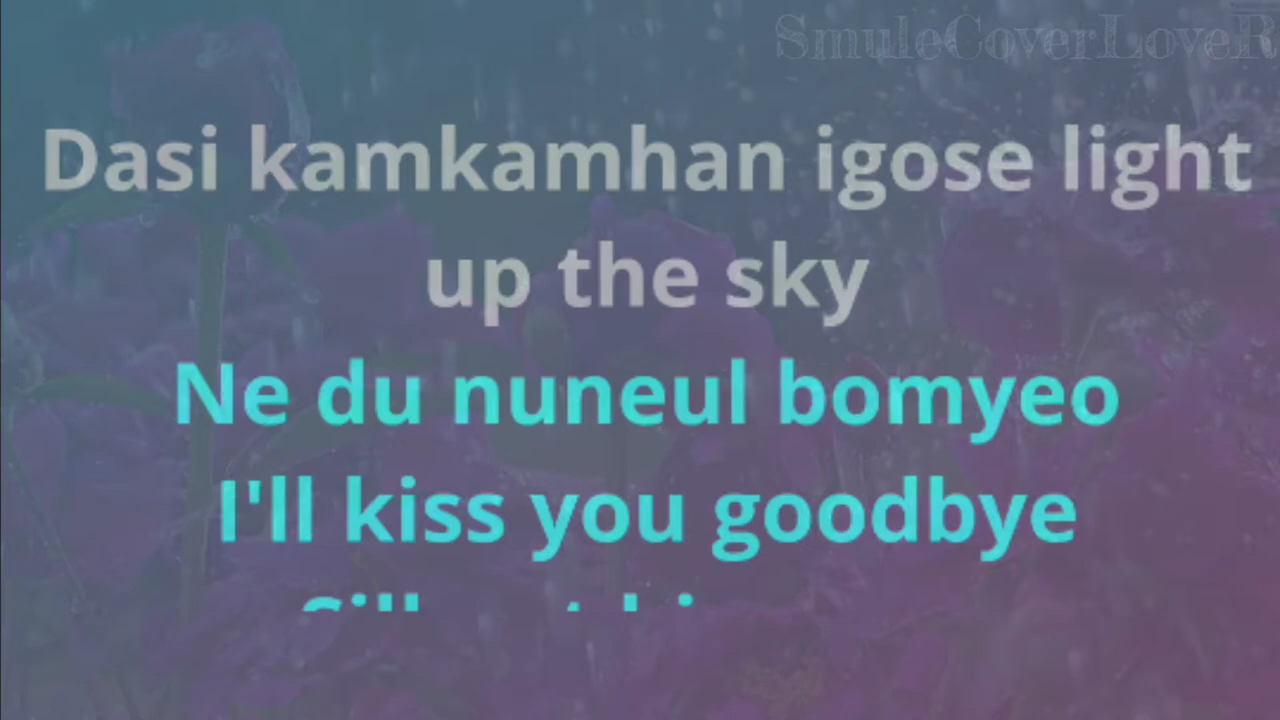 SmuleCoverLoveR
Dasi kamkamhan igose light
up the sky
Ne du nuneul bomyeo
I'll kiss you goodbye